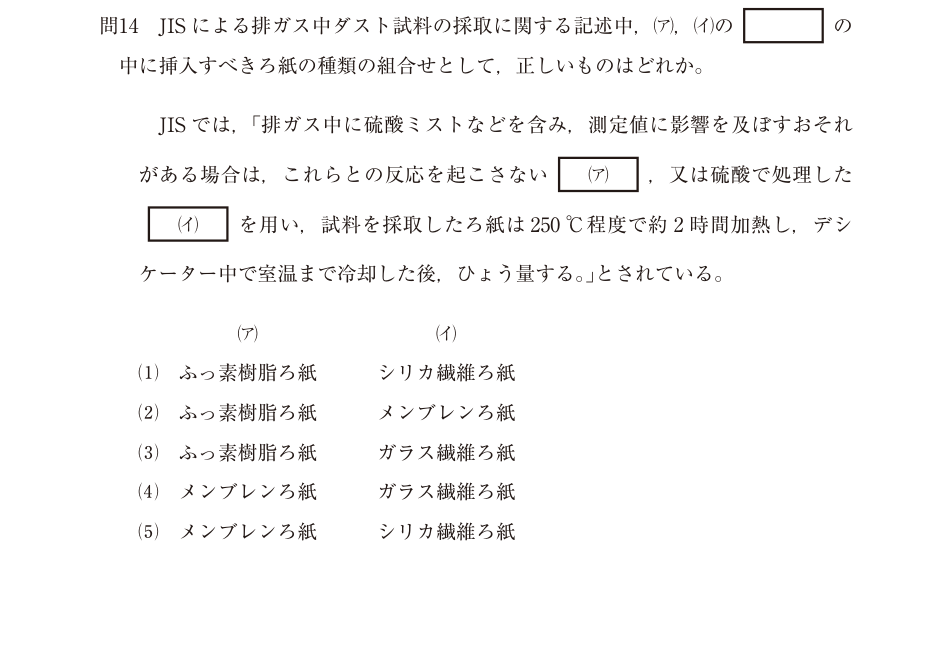 問14 JIS による排ガス中ダスト試料の採取に関する記述中，㋐，㋑の の
中に挿入すべきろ紙の種類の組合せとして，正しいものはどれか。
JIS では，「排ガス中に硫酸ミストなどを含み，測定値に影響を及ぼすおそれ
がある場合は，これらとの反応を起こさない (ア) ，又は硫酸で処理した
(イ) を用い，試料を採取したろ紙は 250 ℃程度で約 2 時間加熱し，デシ
ケーター中で室温まで冷却した後，ひょう量する。」とされている。
(ア) (イ)
(1) ふっ素樹脂ろ紙 シリカ繊維ろ紙
(2) ふっ素樹脂ろ紙 メンブレンろ紙
(3) ふっ素樹脂ろ紙 ガラス繊維ろ紙
(4) メンブレンろ紙 ガラス繊維ろ紙
(5) メンブレンろ紙 シリカ繊維ろ紙